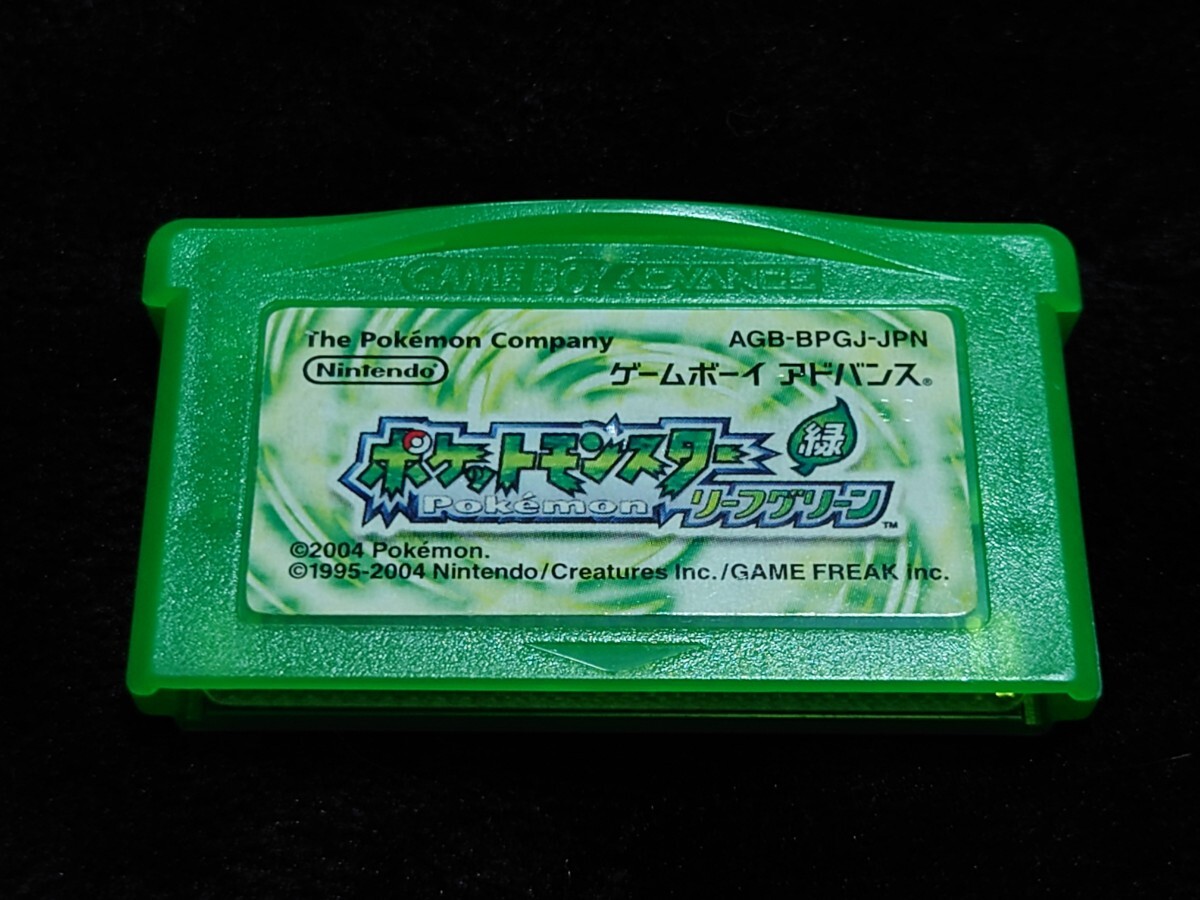 GAME BOY ADVANCE
The Pokémon Company AGB-BPGJ-JPN
Nintendo ゲームボーイ アドバンス®
ポケットモンスター 緑
Pokémon リーフグリーン™
©2004 Pokémon.
©1995-2004 Nintendo/Creatures Inc./GAME FREAK inc.